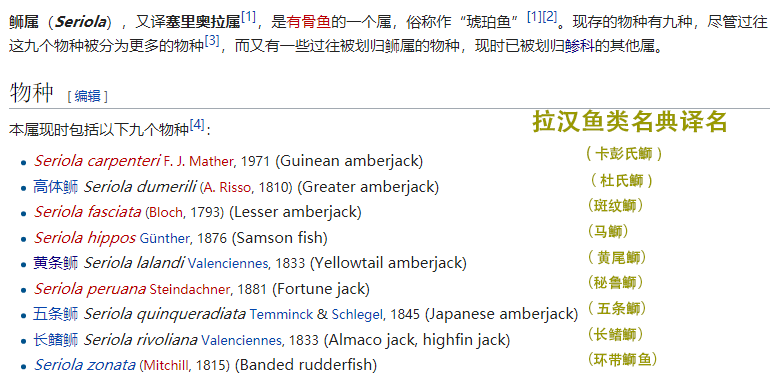 鰤属（Seriola），又译塞里奥拉属[1]，是有骨鱼的一个属，俗称作“琥珀鱼”[1][2]。现存的物种有九种，尽管过往
这九个物种被分为更多的物种[3]，而又有一些过往被划归鰤属的物种，现时已被划归鲹科的其他属。
物种 [编辑]
拉汉鱼类名典译名
本属现时包括以下九个物种[4]：
Seriola carpenteri F. J. Mather, 1971 (Guinean amberjack) （卡彭氏鰤）
高体鰤 Seriola dumerili (A. Risso, 1810) (Greater amberjack) （杜氏鰤）
Seriola fasciata (Bloch, 1793) (Lesser amberjack) （斑纹鰤）
Seriola hippos Günther, 1876 (Samson fish) （马鰤）
黄条鰤 Seriola lalandi Valenciennes, 1833 (Yellowtail amberjack) （黄尾鰤）
Seriola peruana Steindachner, 1881 (Fortune jack) （秘鲁鰤）
五条鰤 Seriola quinqueradiata Temminck & Schlegel, 1845 (Japanese amberjack) （五条鰤）
长鳍鰤 Seriola rivoliana Valenciennes, 1833 (Almaco jack, highfin jack) （长鳍鰤）
Seriola zonata (Mitchill, 1815) (Banded rudderfish) （环带鰤鱼）